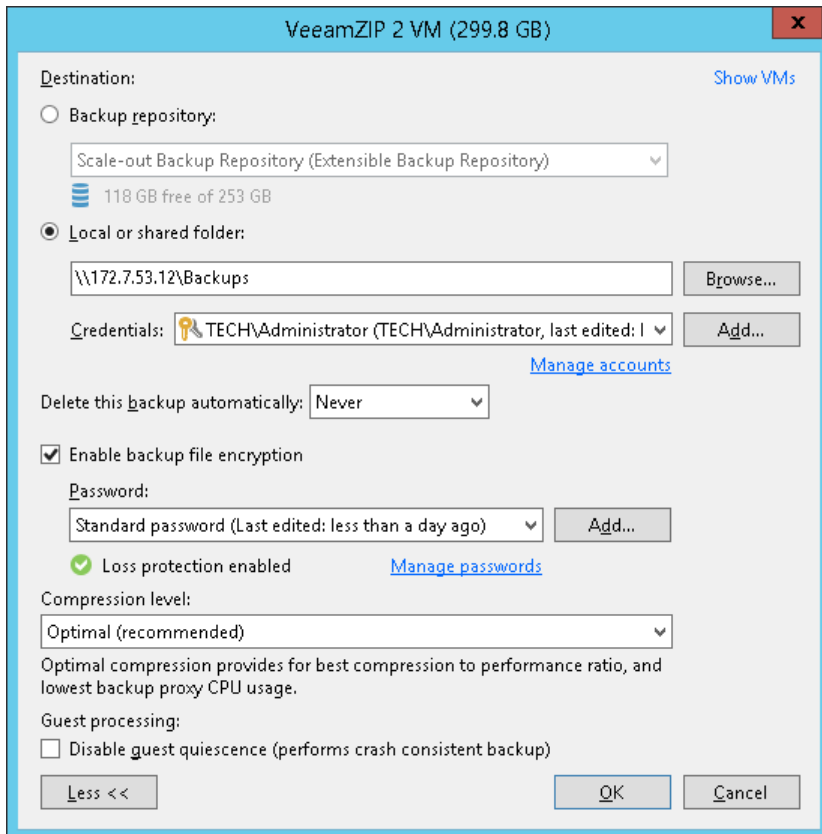 VeeamZIP 2 VM (299.8 GB)
x
Destination:
Show VMs
Backup repository:
Scale-out Backup Repository (Extensible Backup Repository)
118 GB free of 253 GB
Local or shared folder:
\\172.7.53.12\Backups
Browse...
Credentials:
TECH\Administrator (TECH\Administrator, last edited: l
Add...
Manage accounts
Delete this backup automatically:
Never
Enable backup file encryption
Password:
Standard password (Last edited: less than a day ago)
Add...
Loss protection enabled
Manage passwords
Compression level:
Optimal (recommended)
Optimal compression provides for best compression to performance ratio, and
lowest backup proxy CPU usage.
Guest processing:
Disable guest quiescence (performs crash consistent backup)
Less <<
OK
Cancel